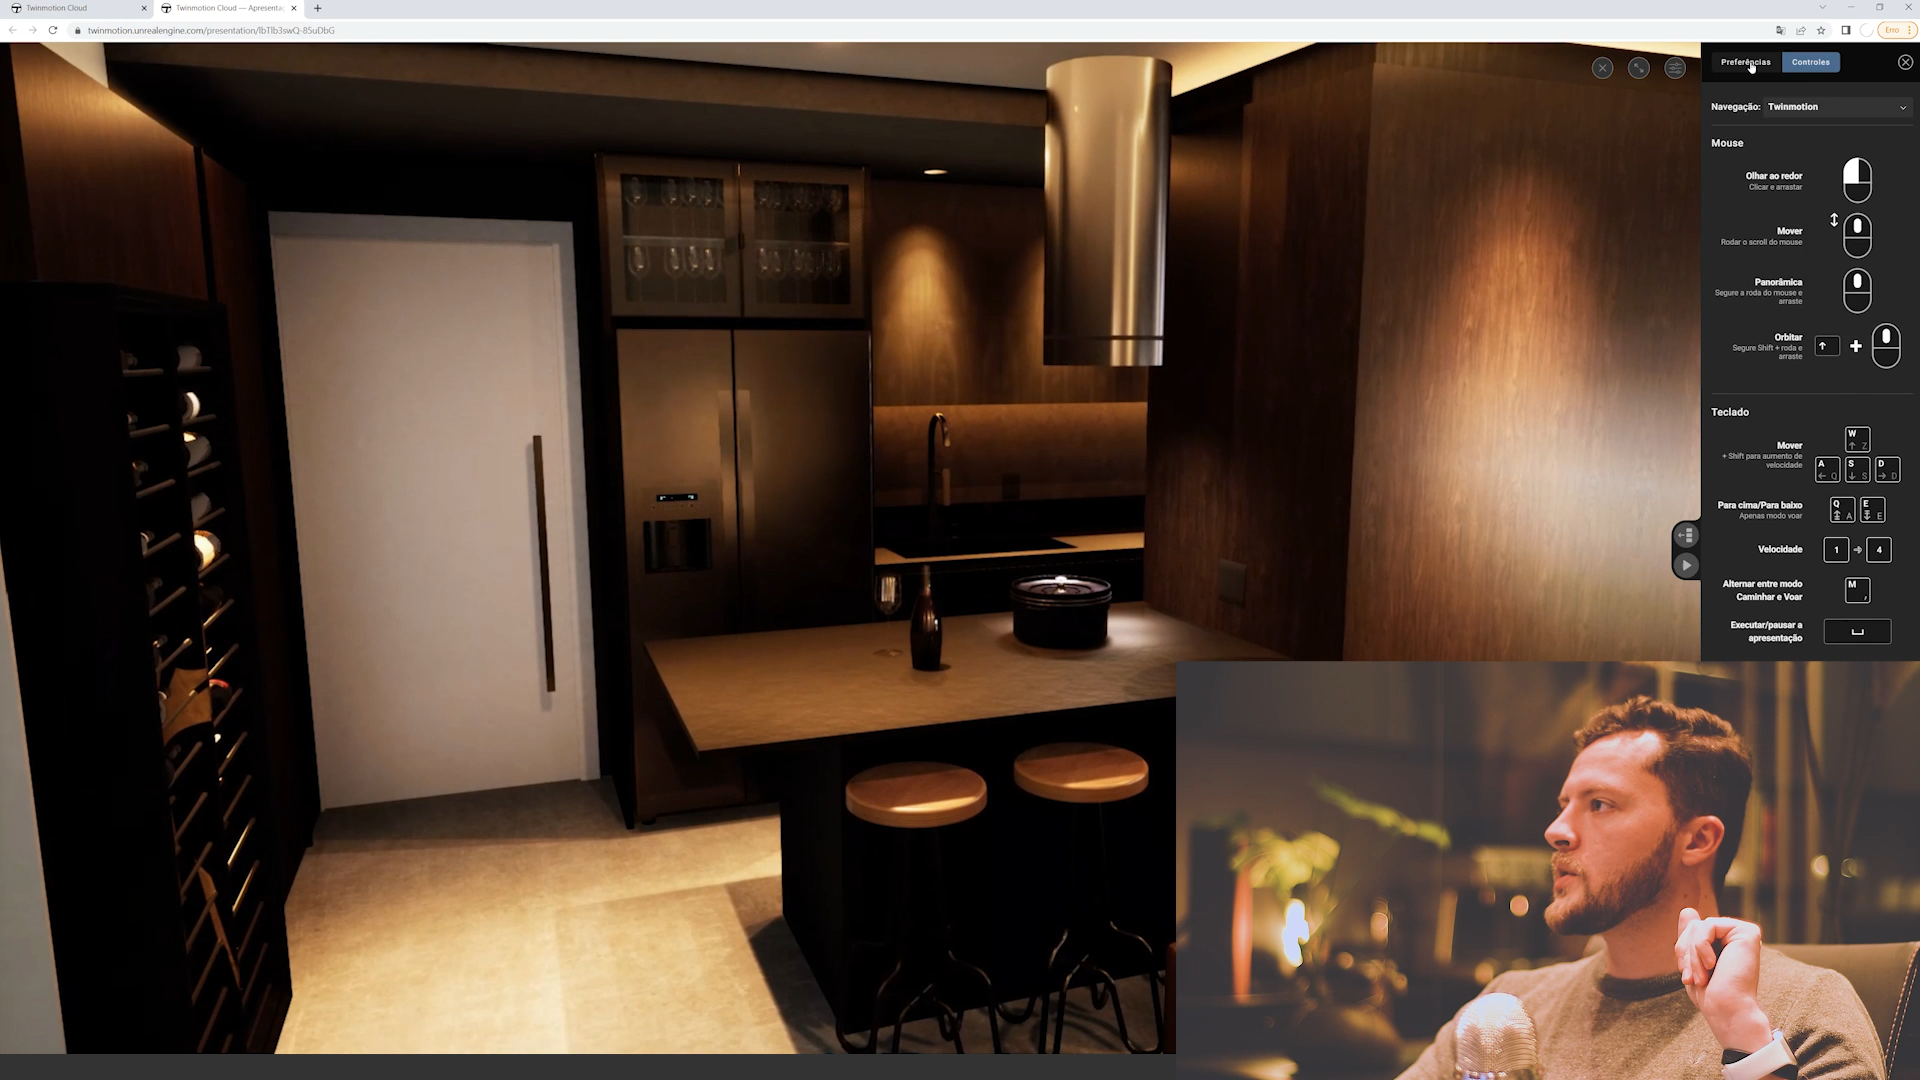 Twinmotion Cloud
Twinmotion Cloud — Apresenta
twinmotion.unrealengine.com/presentation/lbTlb3swQ-85uDbG
Erro
Preferências
Controles
Navegação: Twinmotion
Mouse
Olhar ao redor
Clicar e arrastar
Mover
Rodar o scroll do mouse
Panorâmica
Segure a roda do mouse e
arraste
Orbitar
Segure Shift + roda e
arraste
Teclado
Mover
+ Shift para aumento de
velocidade
W
Z
A
Q
S
S
D
D
Para cima/Para baixo
Apenas modo voar
Q
A
E
E
Velocidade
1
4
Alternar entre modo
Caminhar e Voar
M
,
Executar/pausar a
apresentação